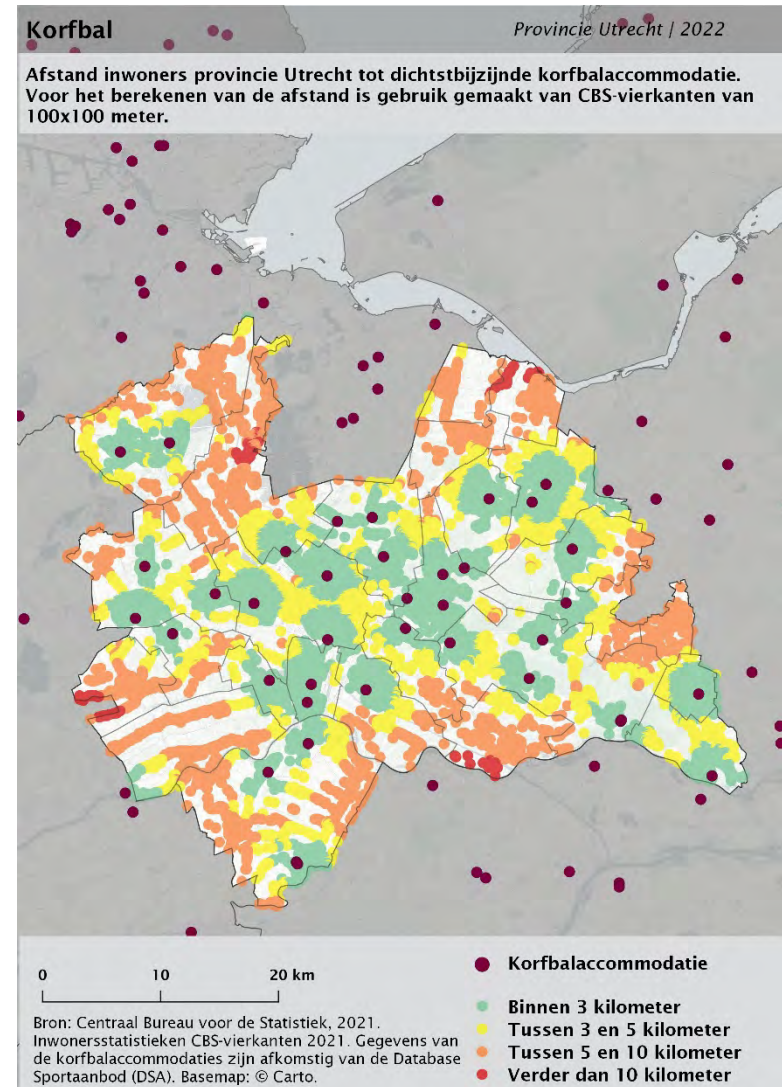 Korfbal
Provincie Utrecht | 2022
Afstand inwoners provincie Utrecht tot dichtstbijzijnde korfbalaccommodatie.
Voor het berekenen van de afstand is gebruik gemaakt van CBS-vierkanten van
100x100 meter.
0 10 20 km
Bron: Centraal Bureau voor de Statistiek, 2021.
Inwonersstatistieken CBS-vierkanten 2021. Gegevens van
de korfbalaccommodaties zijn afkomstig van de Database
Sportaanbod (DSA). Basemap: © Carto.
Korfbalaccommodatie
Binnen 3 kilometer
Tussen 3 en 5 kilometer
Tussen 5 en 10 kilometer
Verder dan 10 kilometer